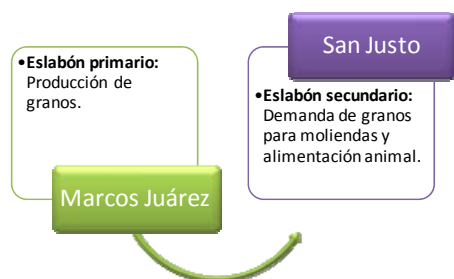 •Eslabón primario:
Producción de
granos.
Marcos Juárez
San Justo
•Eslabón secundario:
Demanda de granos
para moliendas y
alimentación animal.